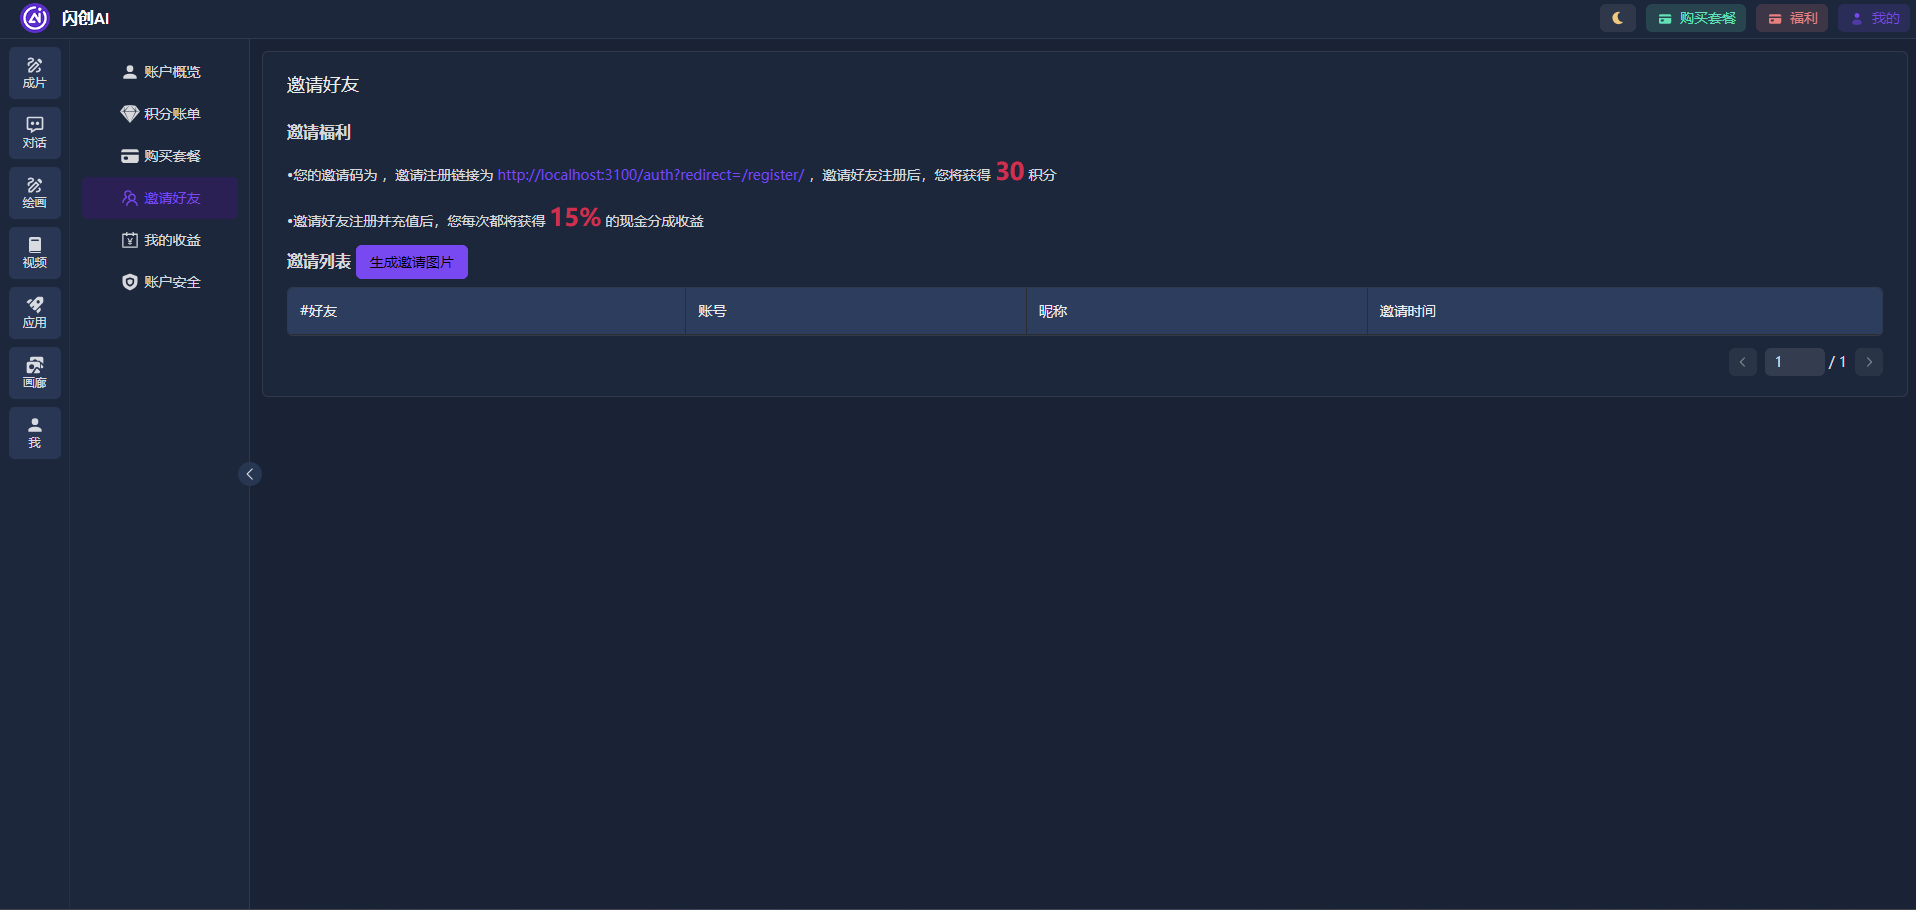 闪创AI
购买套餐
福利
我的
成片
对话
绘画
视频
应用
画廊
我
账户概览
积分账单
购买套餐
邀请好友
我的收益
账户安全
邀请好友
邀请福利
•您的邀请码为 ，邀请注册链接为 http://localhost:3100/auth?redirect=/register/ ，邀请好友注册后，您将获得 30 积分
•邀请好友注册并充值后，您每次都将获得 15% 的现金分成收益
邀请列表 生成邀请图片
#好友 账号 昵称 邀请时间
1 / 1